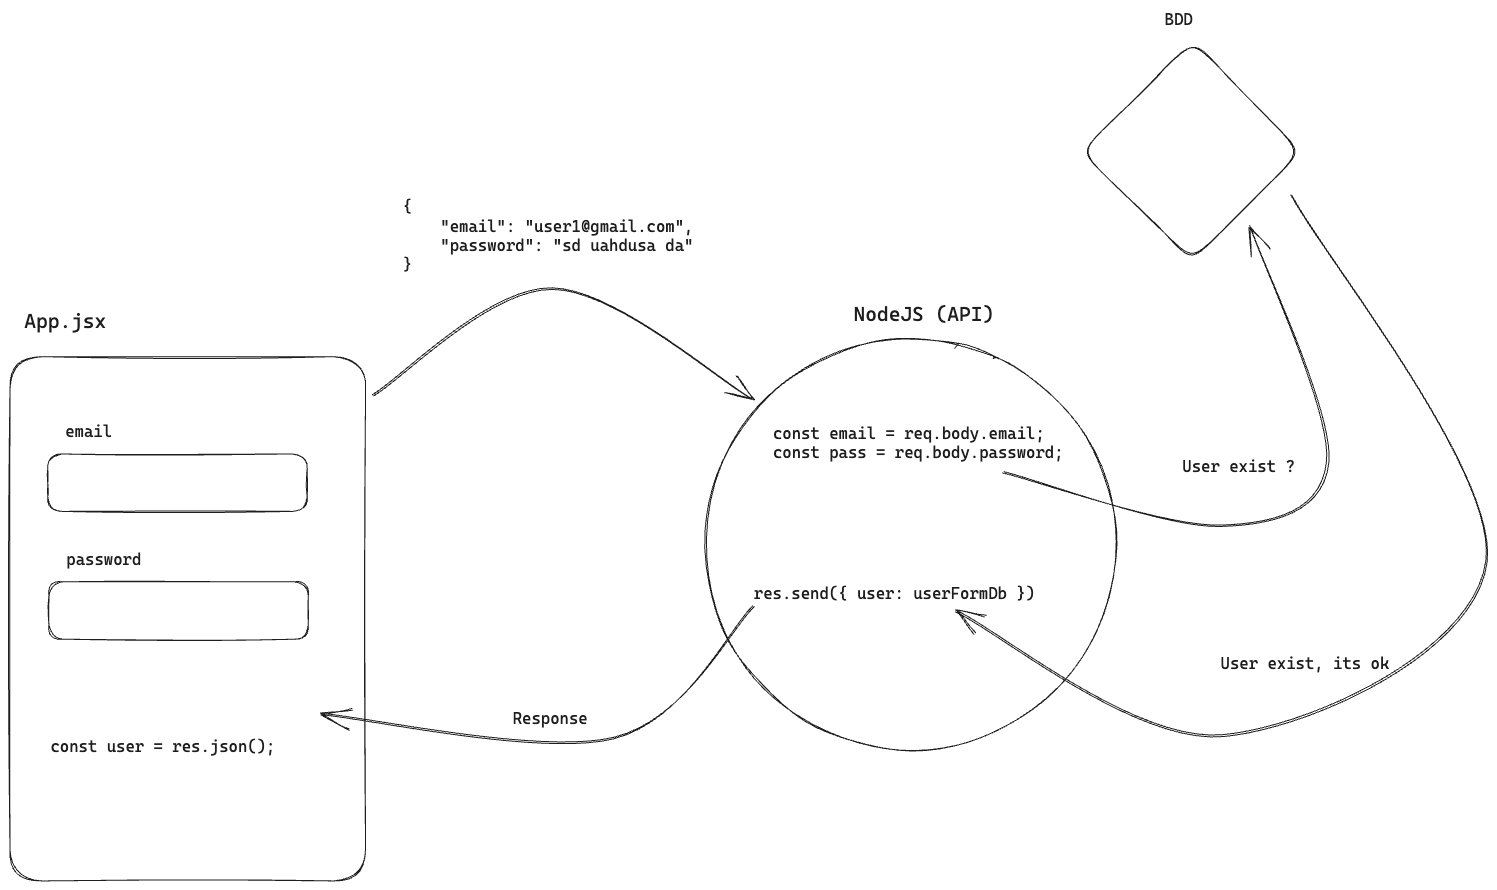 BDD
{
"email": "user1@gmail.com",
"password": "sd uahdusa da"
}
App.jsx
NodeJS (API)
email
const email = req.body.email;
const pass = req.body.password;
User exist ?
password
res.send({ user: userFormDb })
User exist, its ok
Response
const user = res.json();